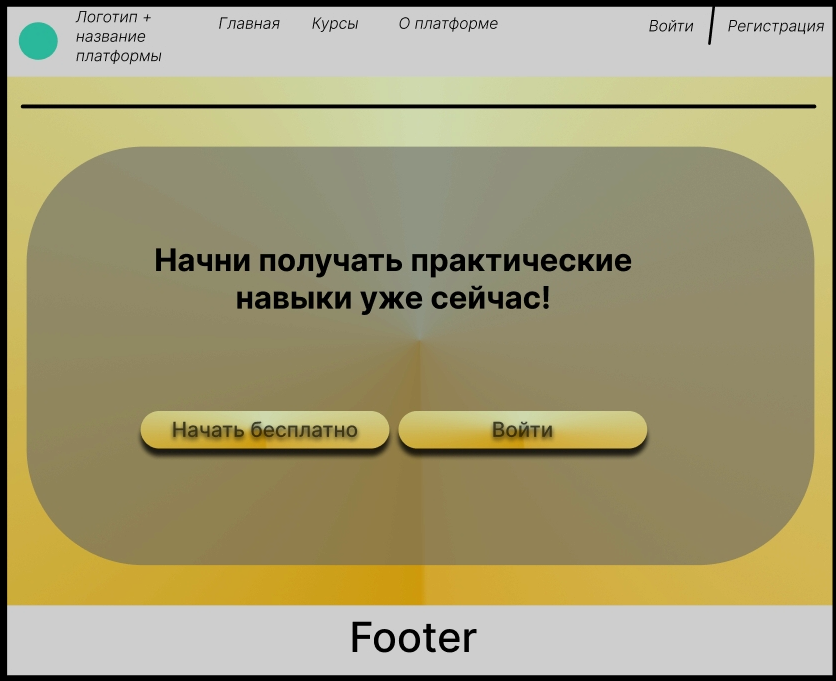 Логотип +
название
платформы
Главная
Курсы
О платформе
Войти
Регистрация
Начни получать практические
навыки уже сейчас!
Начать бесплатно
Войти
Footer